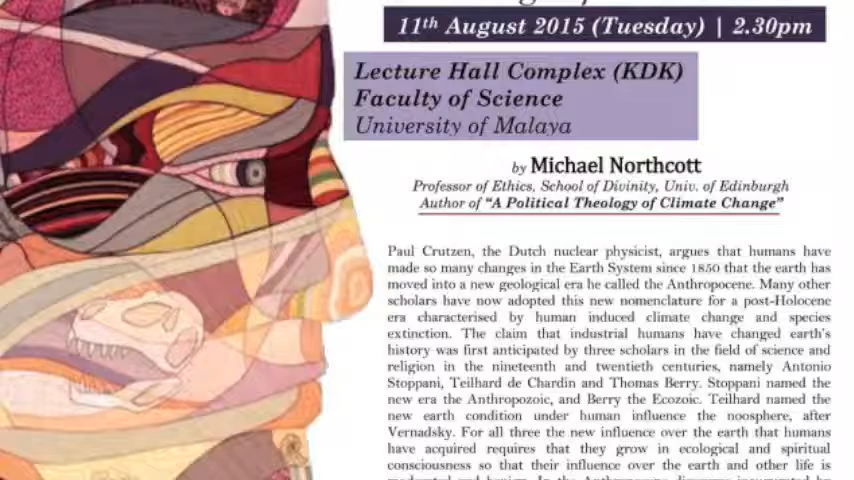 11th August 2015 (Tuesday) | 2.30pm
Lecture Hall Complex (KDK)
Faculty of Science
University of Malaya
by Michael Northcott
Professor of Ethics, School of Divinity, Univ. of Edinburgh
Author of "A Political Theology of Climate Change"
Paul Crutzen, the Dutch nuclear physicist, argues that humans have
made so many changes in the Earth System since 1850 that the earth has
moved into a new geological era he called the Anthropocene. Many other
scholars have now adopted this new nomenclature for a post-Holocene
era characterised by human induced climate change and species
extinction. The claim that industrial humans have changed earth's
history was first anticipated by three scholars in the field of science and
religion in the nineteenth and twentieth centuries, namely Antonio
Stoppani, Teilhard de Chardin and Thomas Berry. Stoppani named the
new era the Anthropozoic, and Berry the Ecozoic. Teilhard named the
new earth condition under human influence the noosphere, after
Vernadsky. For all three the new influence over the earth that humans
have acquired requires that they grow in ecological and spiritual
consciousness so that their influence over the earth and other life is